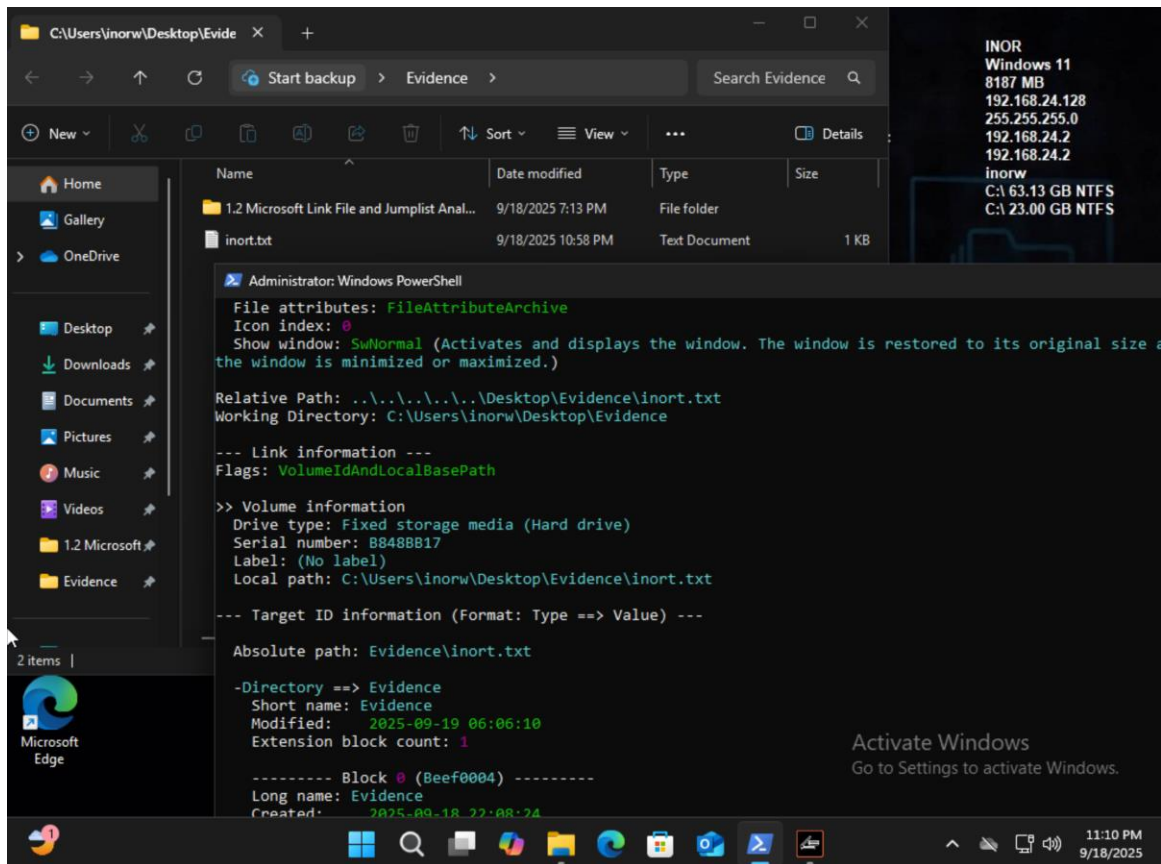 C:\Users\inorw\Desktop\Evide
Start backup > Evidence >
Search Evidence
New
Sort
View
Details
Name
Date modified
Type
Size
1.2 Microsoft Link File and Jumplist Anal...
9/18/2025 7:13 PM
File folder
inort.txt
9/18/2025 10:58 PM
Text Document
1 KB
Home
Gallery
OneDrive
Desktop
Downloads
Documents
Pictures
Music
Videos
1.2 Microsoft
Evidence
2 items
INOR
Windows 11
8187 MB
192.168.24.128
255.255.255.0
192.168.24.2
192.168.24.2
inorw
C:\ 63.13 GB NTFS
C:\ 23.00 GB NTFS
Administrator: Windows PowerShell
File attributes: FileAttributeArchive
Icon index: 0
Show window: SwNormal (Activates and displays the window. The window is restored to its original size a
the window is minimized or maximized.)
Relative Path: ..\..\..\..\..\Desktop\Evidence\inort.txt
Working Directory: C:\Users\inorw\Desktop\Evidence
--- Link information ---
Flags: VolumeIdAndLocalBasePath
>> Volume information
Drive type: Fixed storage media (Hard drive)
Serial number: B848BB17
Label: (No label)
Local path: C:\Users\inorw\Desktop\Evidence\inort.txt
--- Target ID information (Format: Type ==> Value) ---
Absolute path: Evidence\inort.txt
-Directory ==> Evidence
Short name: Evidence
Modified: 2025-09-19 06:06:10
Extension block count: 1
--------- Block 0 (Beef0004) ---------
Long name: Evidence
Created: 2025-09-18 22:08:24
Microsoft
Edge
Activate Windows
Go to Settings to activate Windows.
1
11:10 PM
9/18/2025